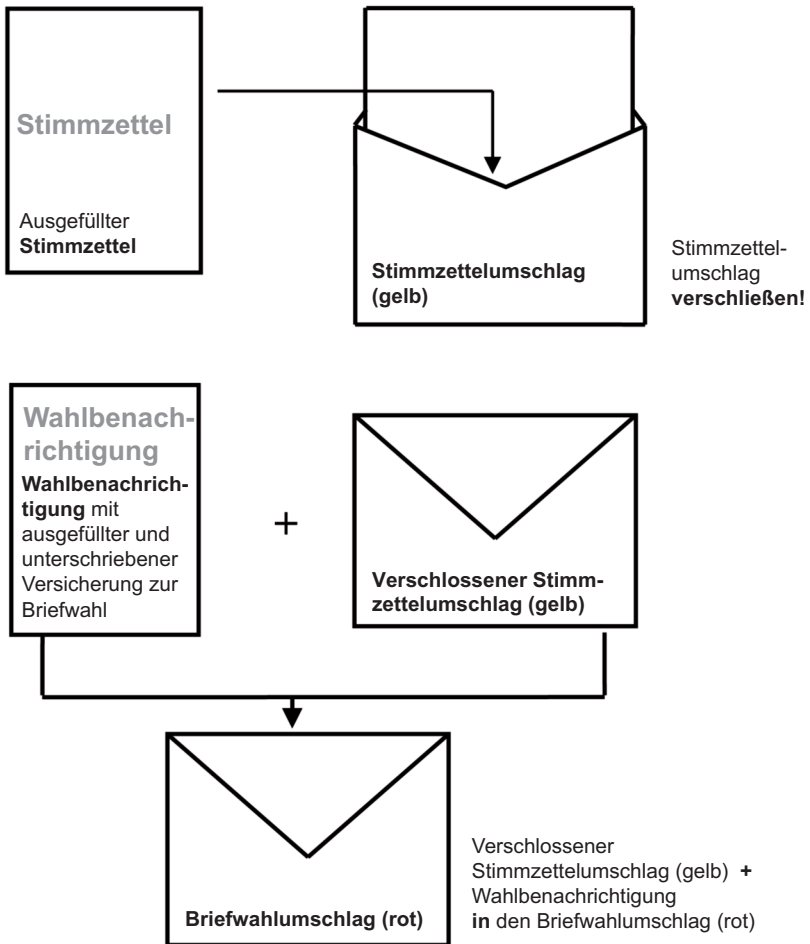 Stimmzettel
Ausgefüllter
Stimmzettel
Stimmzettelumschlag
(gelb)
Stimmzettel-
umschlag
verschließen!
Wahlbenach-
richtigung
Wahlbenachrich-
tigung mit
ausgefüllter und
unterschriebener
Versicherung zur
Briefwahl
+
Verschlossener Stimm-
zettelumschlag (gelb)
Briefwahlumschlag (rot)
Verschlossener
Stimmzettelumschlag (gelb) +
Wahlbenachrichtigung
in den Briefwahlumschlag (rot)